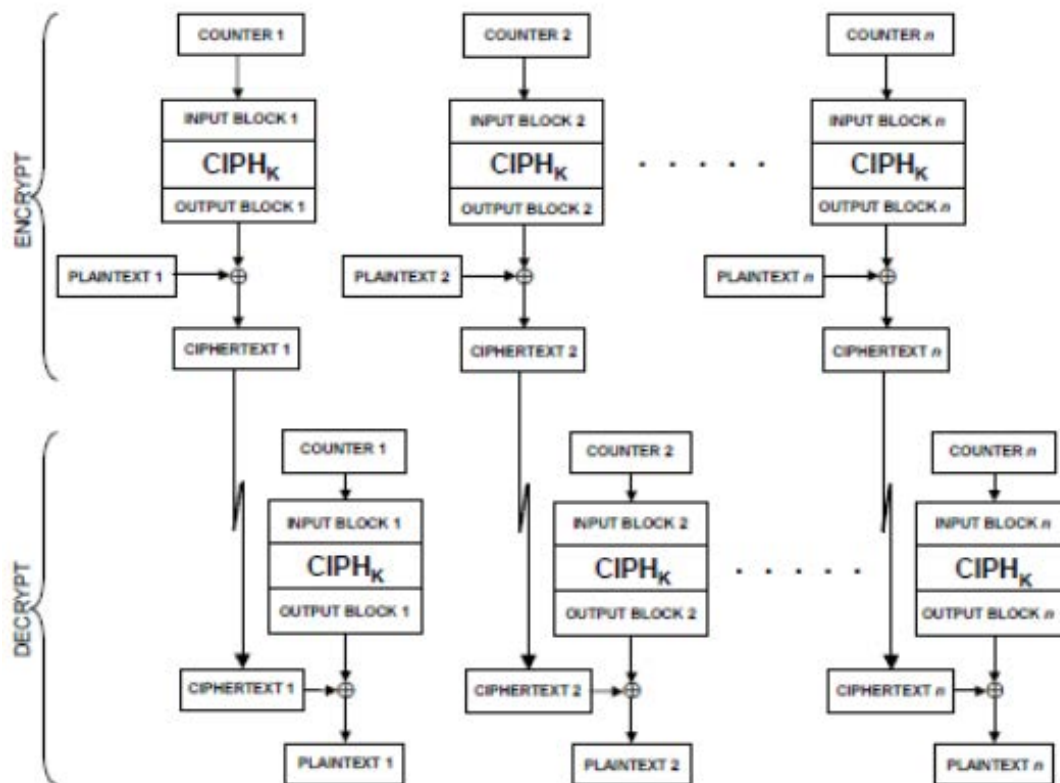 COUNTER 1 COUNTER 2 COUNTER n
INPUT BLOCK 1 INPUT BLOCK 2 INPUT BLOCK n
CIPHK CIPHK CIPHK
OUTPUT BLOCK 1 OUTPUT BLOCK 2 OUTPUT BLOCK n
ENCRYPT
PLAINTEXT 1 PLAINTEXT 2 PLAINTEXT n
CIPHERTEXT 1 CIPHERTEXT 2 CIPHERTEXT n
COUNTER 1 COUNTER 2 COUNTER n
INPUT BLOCK 1 INPUT BLOCK 2 INPUT BLOCK n
CIPHK CIPHK CIPHK
OUTPUT BLOCK 1 OUTPUT BLOCK 2 OUTPUT BLOCK n
DECRYPT
CIPHERTEXT 1 CIPHERTEXT 2 CIPHERTEXT n
PLAINTEXT 1 PLAINTEXT 2 PLAINTEXT n